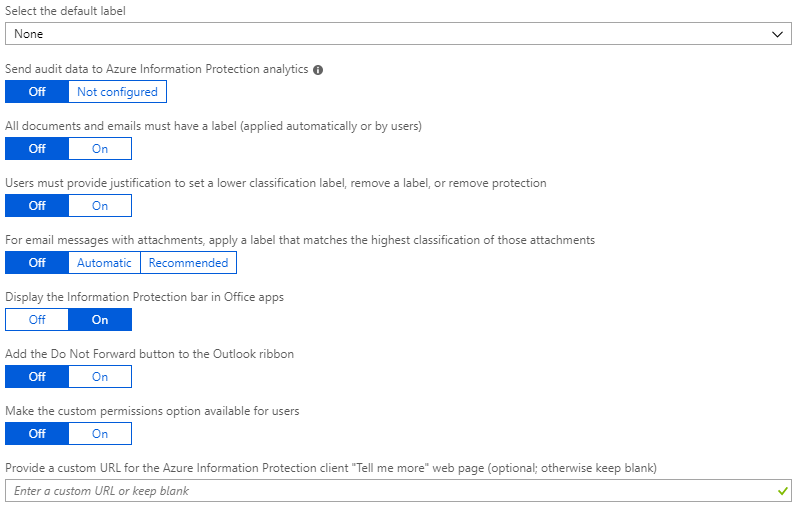 Select the default label
None
Send audit data to Azure Information Protection analytics
Off Not configured
All documents and emails must have a label (applied automatically or by users)
Off On
Users must provide justification to set a lower classification label, remove a label, or remove protection
Off On
For email messages with attachments, apply a label that matches the highest classification of those attachments
Off Automatic Recommended
Display the Information Protection bar in Office apps
Off On
Add the Do Not Forward button to the Outlook ribbon
Off On
Make the custom permissions option available for users
Off On
Provide a custom URL for the Azure Information Protection client "Tell me more" web page (optional; otherwise keep blank)
Enter a custom URL or keep blank